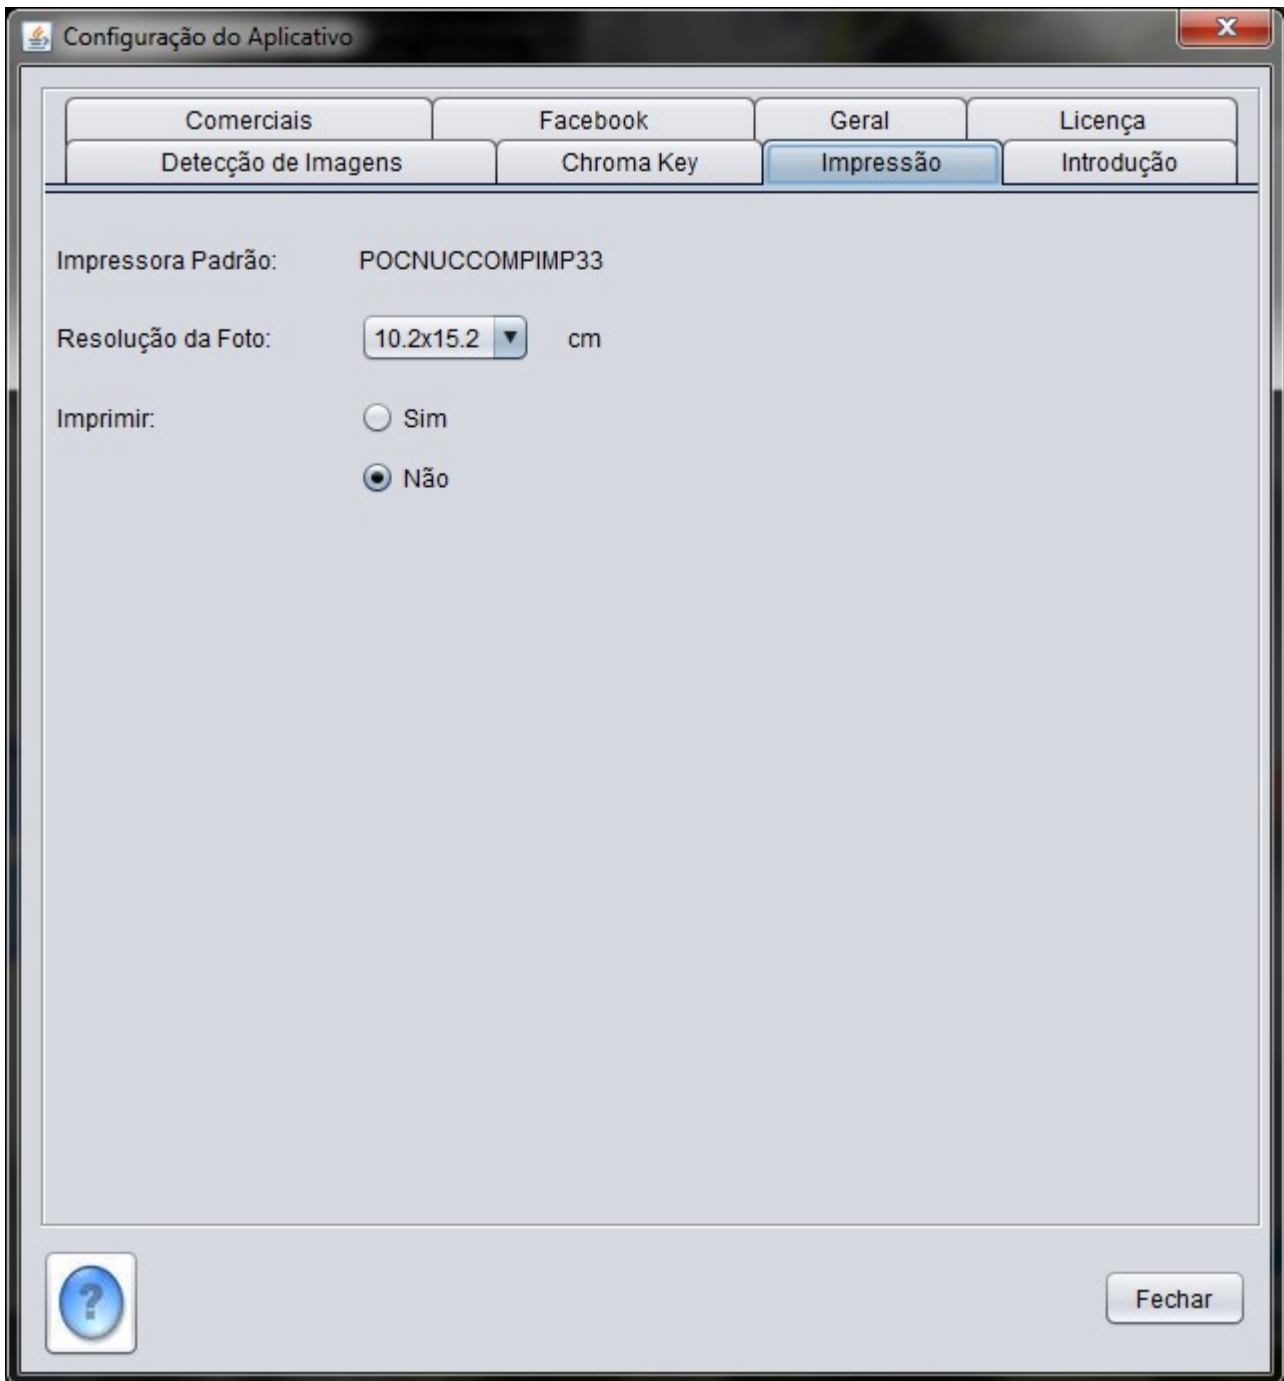 Configuração do Aplicativo
Comerciais Facebook Geral Licença
Detecção de Imagens Chroma Key Impressão Introdução
Impressora Padrão: POCNUCCOMPIMP33
Resolução da Foto: 10.2x15.2 cm
Imprimir: Sim
Não
?
Fechar